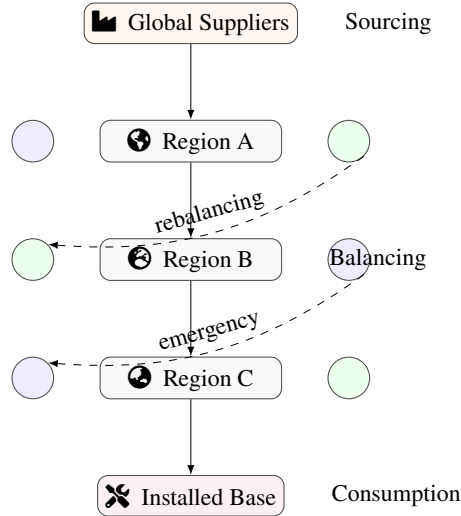 Global Suppliers
Sourcing
Region A
rebalancing
Region B
Balancing
emergency
Region C
Installed Base
Consumption